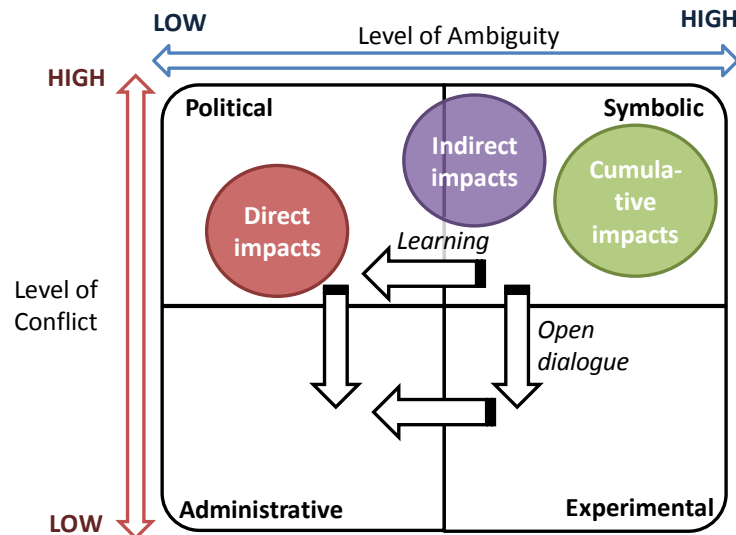 LOW
HIGH
Level of Ambiguity
HIGH
Political
Symbolic
Indirect
impacts
Cumula-
tive
impacts
Direct
impacts
Learning
Level of
Conflict
Open
dialogue
Administrative
Experimental
LOW